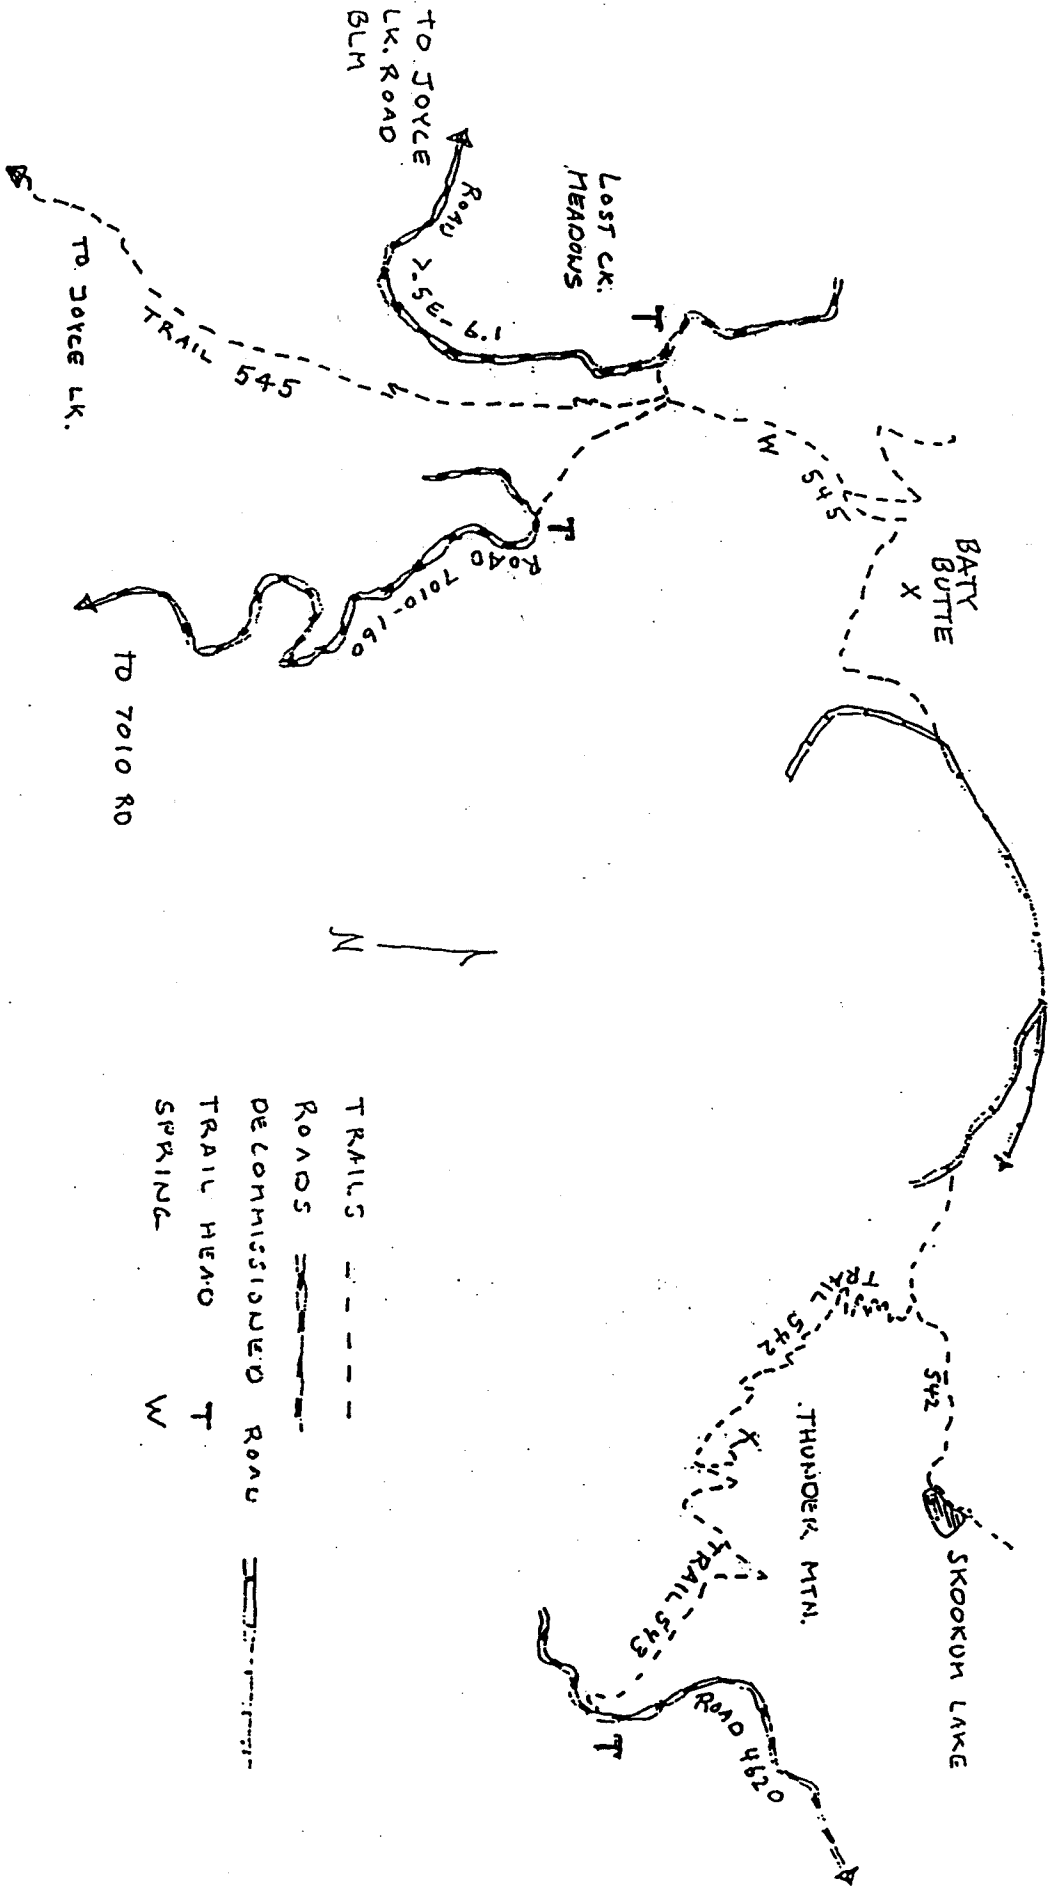 TO JOYCE
LK. ROAD
BLM
ROAD
7-5E-6.1
LOST CK.
MEADOWS
T
TO JOYCE LK.
TRAIL 545
W
545
BATY
BUTTE
X
T
ROAD
7010-160
TO 7010 RD
N
542
SKOOKUM LAKE
TRAIL
542
THUNDER MTN.
X
TRAIL 543
ROAD 4620
T
TRAILS
ROADS
DECOMMISSIONED ROAD
TRAIL HEAD T
SPRING W